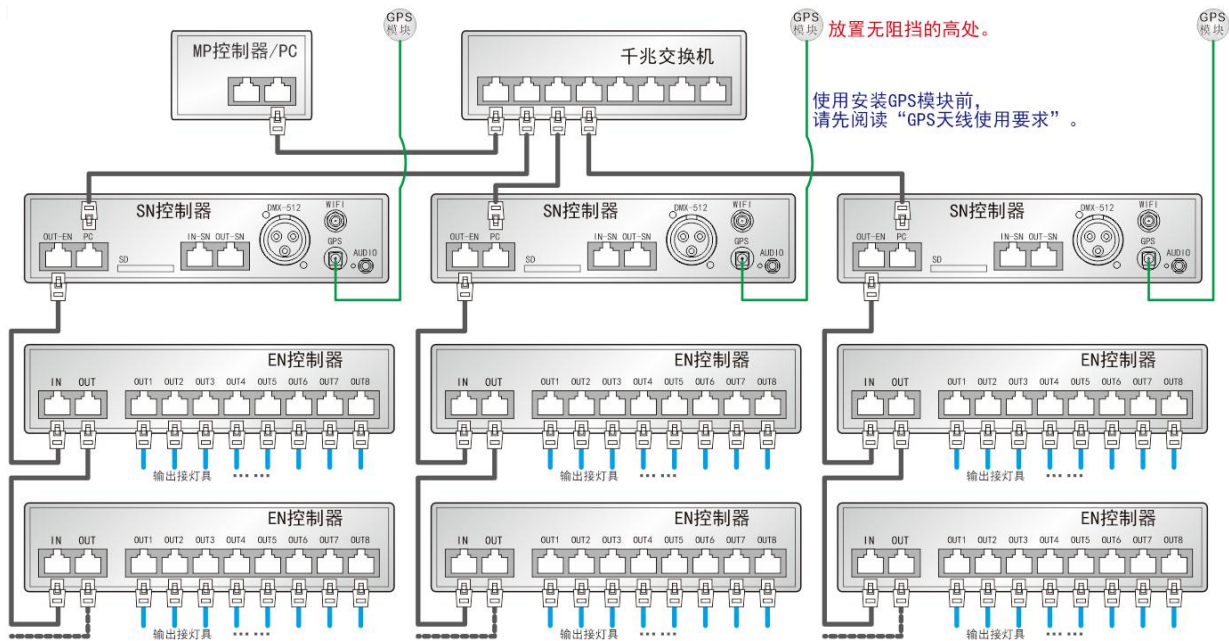 GPS
模块
GPS
模块
GPS
模块
放置无阻挡的高处。
MP控制器/PC
千兆交换机
使用安装GPS模块前，
请先阅读“GPS天线使用要求”。
SN控制器
DMX-512
WIFI
OUT-EN
PC
IN-SN
OUT-SN
GPS
AUDIO
SD
SN控制器
DMX-512
WIFI
OUT-EN
PC
IN-SN
OUT-SN
GPS
AUDIO
SD
SN控制器
DMX-512
WIFI
OUT-EN
PC
IN-SN
OUT-SN
GPS
AUDIO
SD
EN控制器
IN
OUT
OUT1 OUT2 OUT3 OUT4 OUT5 OUT6 OUT7 OUT8
输出接灯具 ……
EN控制器
IN
OUT
OUT1 OUT2 OUT3 OUT4 OUT5 OUT6 OUT7 OUT8
输出接灯具 ……
EN控制器
IN
OUT
OUT1 OUT2 OUT3 OUT4 OUT5 OUT6 OUT7 OUT8
输出接灯具 ……
EN控制器
IN
OUT
OUT1 OUT2 OUT3 OUT4 OUT5 OUT6 OUT7 OUT8
输出接灯具 ……
EN控制器
IN
OUT
OUT1 OUT2 OUT3 OUT4 OUT5 OUT6 OUT7 OUT8
输出接灯具 ……
EN控制器
IN
OUT
OUT1 OUT2 OUT3 OUT4 OUT5 OUT6 OUT7 OUT8
输出接灯具 ……